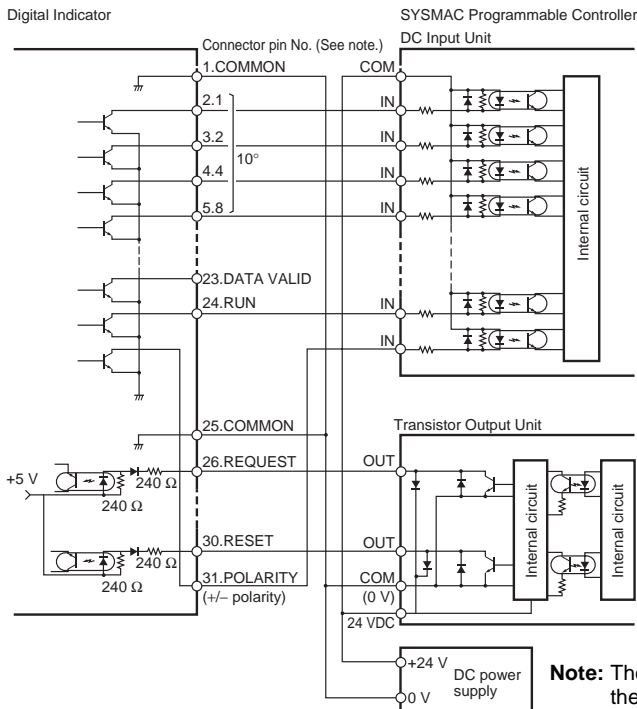 Digital Indicator
SYSMAC Programmable Controller
Connector pin No. (See note.)
DC Input Unit
1.COMMON
COM
2.1
IN
3.2
IN
10°
4.4
IN
5.8
IN
Internal circuit
23.DATA VALID
24.RUN
IN
IN
25.COMMON
Transistor Output Unit
+5 V
26.REQUEST
OUT
240 Ω
240 Ω
Internal circuit
Internal circuit
30.RESET
OUT
240 Ω
240 Ω
31.POLARITY
(+/– polarity)
COM
(0 V)
24 VDC
+24 V
DC power
supply
0 V
Note: The
the